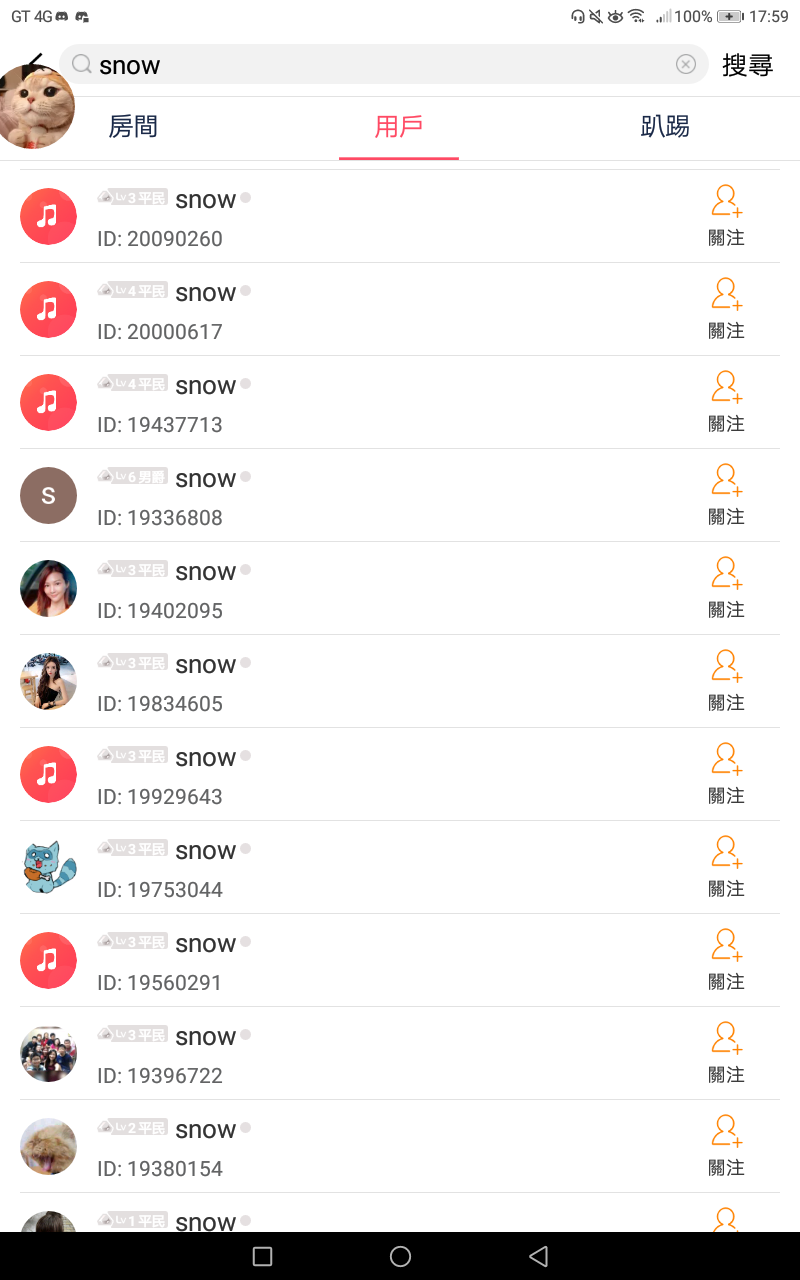 GT 4G 100% 17:59
snow 搜尋
房間 用戶 趴踢
Lv 3 平民 snow
ID: 20090260 關注
Lv 4 平民 snow
ID: 20000617 關注
Lv 4 平民 snow
ID: 19437713 關注
S Lv 6 男爵 snow
ID: 19336808 關注
Lv 3 平民 snow
ID: 19402095 關注
Lv 3 平民 snow
ID: 19834605 關注
Lv 3 平民 snow
ID: 19929643 關注
Lv 3 平民 snow
ID: 19753044 關注
Lv 3 平民 snow
ID: 19560291 關注
Lv 3 平民 snow
ID: 19396722 關注
Lv 2 平民 snow
ID: 19380154 關注
Lv 1 平民 snow